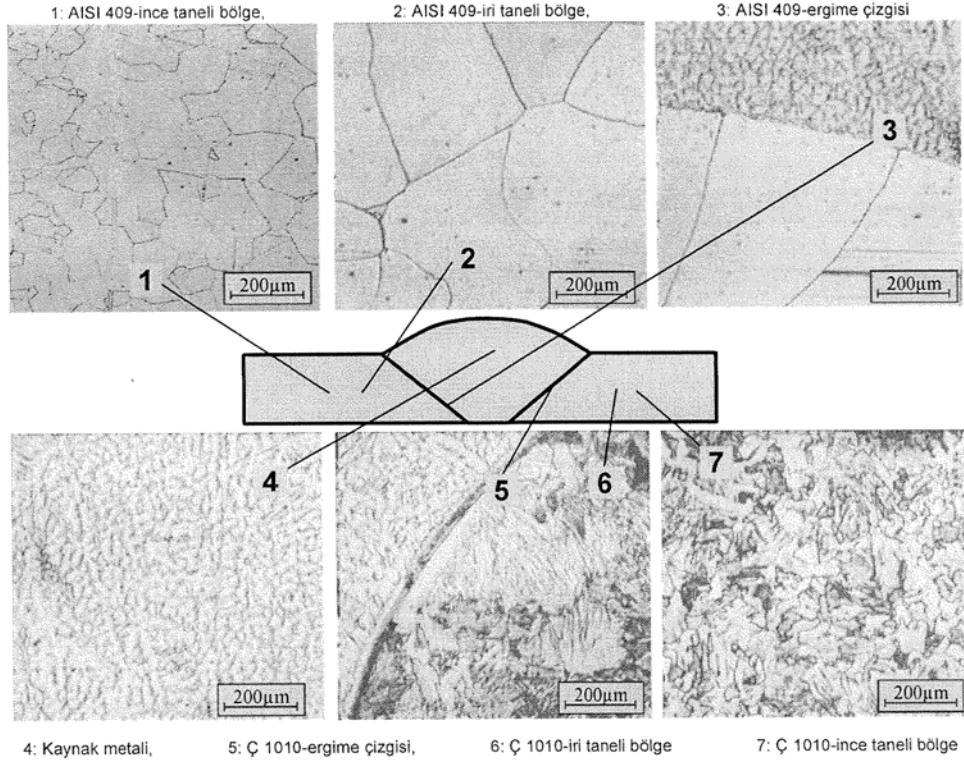 1: AISI 409-ince taneli bölge,
2: AISI 409-iri taneli bölge,
3: AISI 409-ergime çizgisi
3
1
2
200µm
200µm
200µm
4
5
6
7
200µm
200µm
200µm
4: Kaynak metali,
5: Ç 1010-ergime çizgisi,
6: Ç 1010-iri taneli bölge
7: Ç 1010-ince taneli bölge